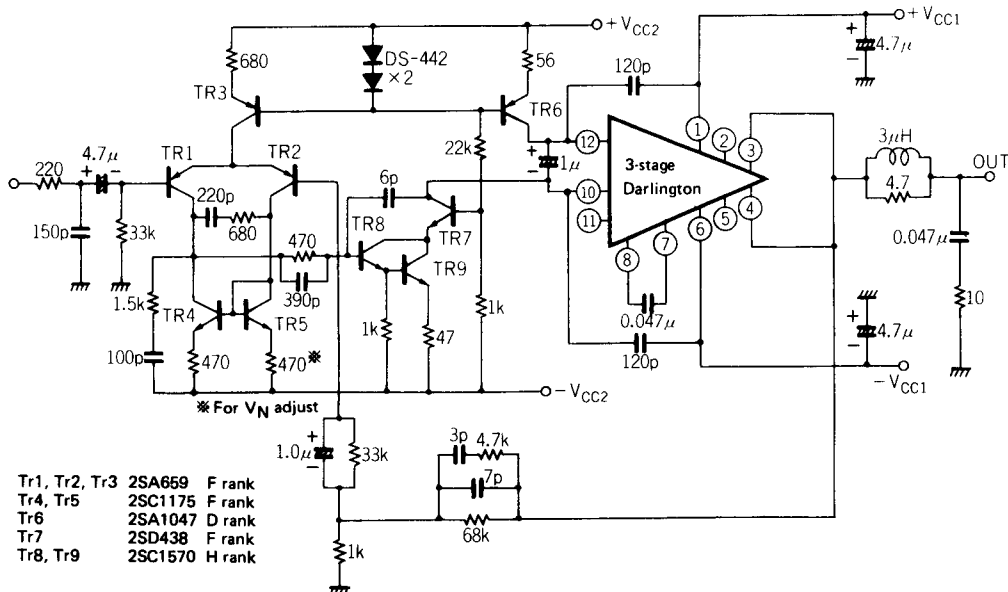 + VCC2
+ VCC1
680
DS-442
×2
56
120p
+
4.7μ
-
TR3
TR6
22k
12
1
2
3
3μH
OUT
TR1
TR2
4.7μ
+ -
220
220p
680
6p
+
1μ
-
3-stage
Darlington
10
11
4
5
6
7
8
4.7
150p
33k
TR8
TR7
TR9
470
390p
0.047μ
10
1.5k
TR4
TR5
1k
47
1k
0.047μ
120p
+
4.7μ
-
100p
470
470 ※
- VCC1
- VCC2
※ For VN adjust
+
1.0μ
-
33k
3p
4.7k
7p
68k
1k
Tr1, Tr2, Tr3 2SA659 F rank
Tr4, Tr5 2SC1175 F rank
Tr6 2SA1047 D rank
Tr7 2SD438 F rank
Tr8, Tr9 2SC1570 H rank